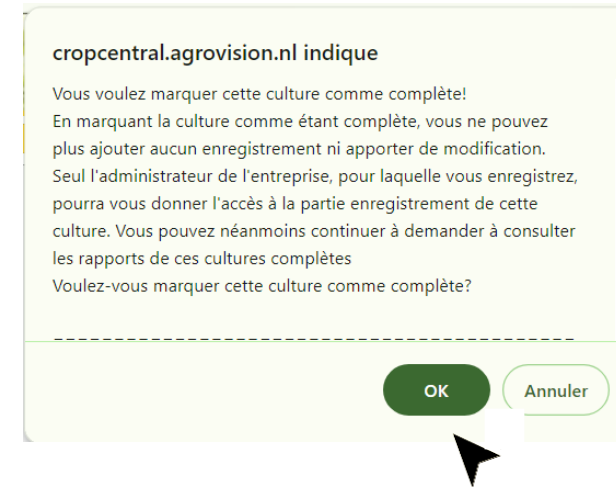 cropcentral.agrovision.nl indique
Vous voulez marquer cette culture comme complète!
En marquant la culture comme étant complète, vous ne pouvez
plus ajouter aucun enregistrement ni apporter de modification.
Seul l'administrateur de l'entreprise, pour laquelle vous enregistrez,
pourra vous donner l'accès à la partie enregistrement de cette
culture. Vous pouvez néanmoins continuer à demander à consulter
les rapports de ces cultures complètes
Voulez-vous marquer cette culture comme complète?
OK
Annuler